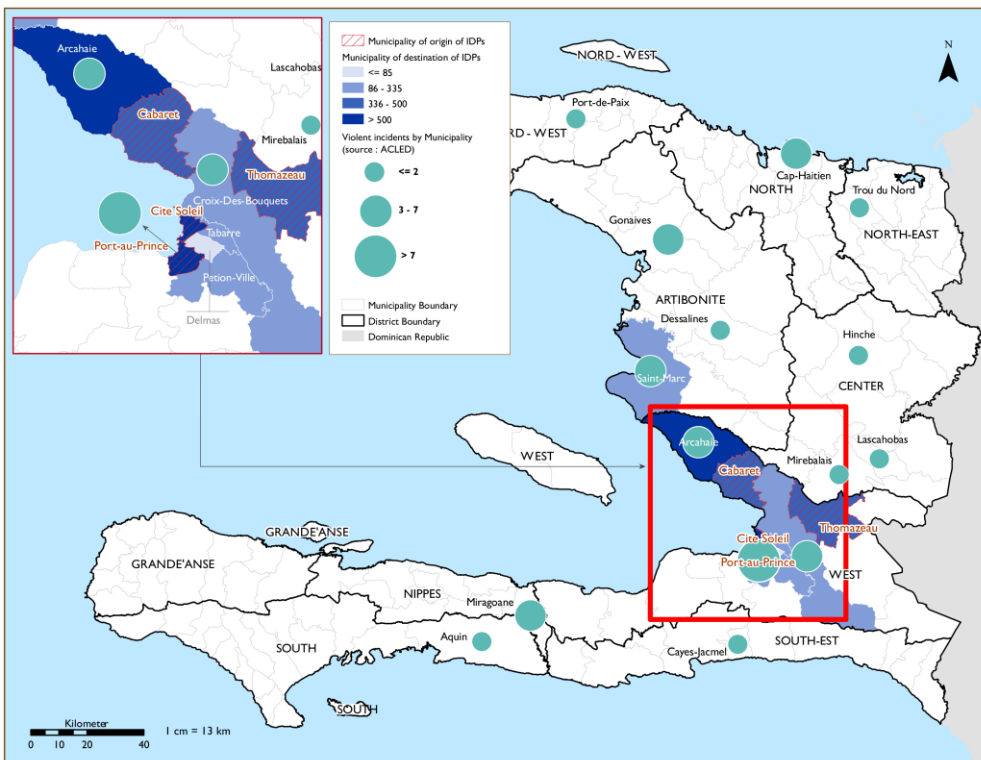 Arcahaie
Lascahobas
Cabaret
Mirebalais
Thomazeau
Croix-Des-Bouquets
Cite Soleil
Tabarre
Port-au-Prince
Petion-Ville
Delmas
Municipality of origin of IDPs
Municipality of destination of IDPs
<= 85
86 - 335
336 - 500
> 500
Violent incidents by Municipality
(source : ACLED)
<= 2
3 - 7
> 7
Municipality Boundary
District Boundary
Dominican Republic
N
NORD - WEST
Port-de-Paix
RD - WEST
Cap-Haitien
NORTH
Trou du Nord
Gonaives
NORTH-EAST
ARTIBONITE
Dessalines
Hinche
Saint-Marc
CENTER
Arcahaie
Lascahobas
WEST
Cabaret
Mirebalais
Thomazeau
GRANDE'ANSE
Cite Soleil
GRANDE'ANSE
Port-au-Prince
WEST
NIPPES
Miragoane
Aquin
SOUTH
SOUTH-EST
Cayes-Jacmel
SOUTH
Kilometer
1 cm = 13 km
0 5 10 20 40